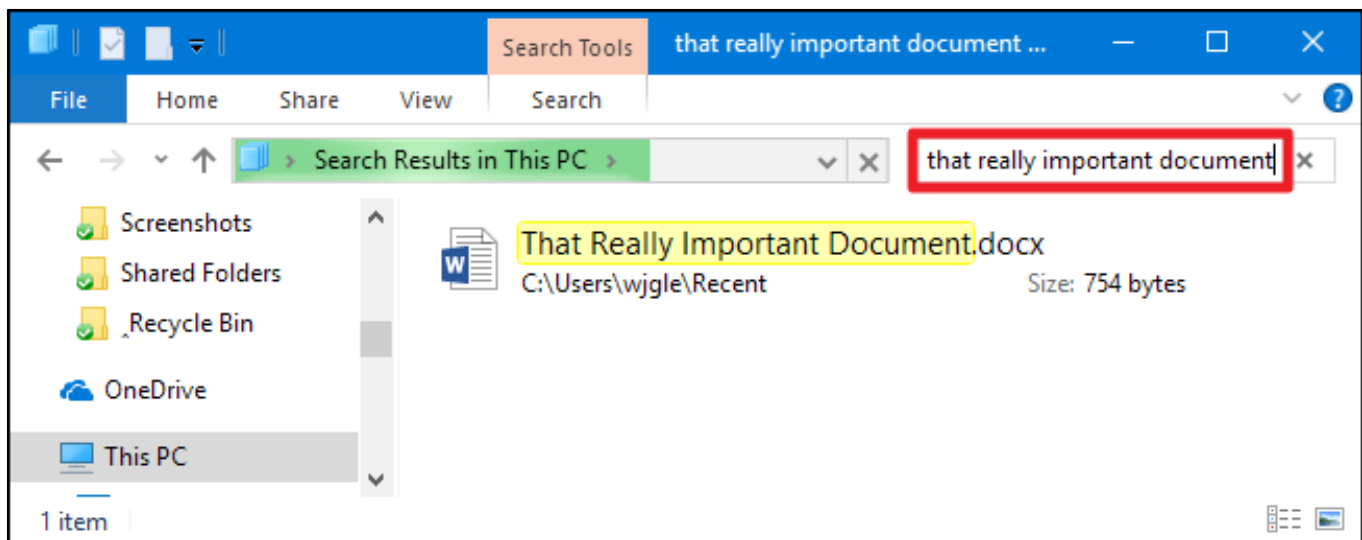 Search Tools that really important document ...
File Home Share View Search
Search Results in This PC that really important document
Screenshots
Shared Folders
Recycle Bin
OneDrive
This PC
That Really Important Document.docx
C:\Users\wjgle\Recent Size: 754 bytes
1 item